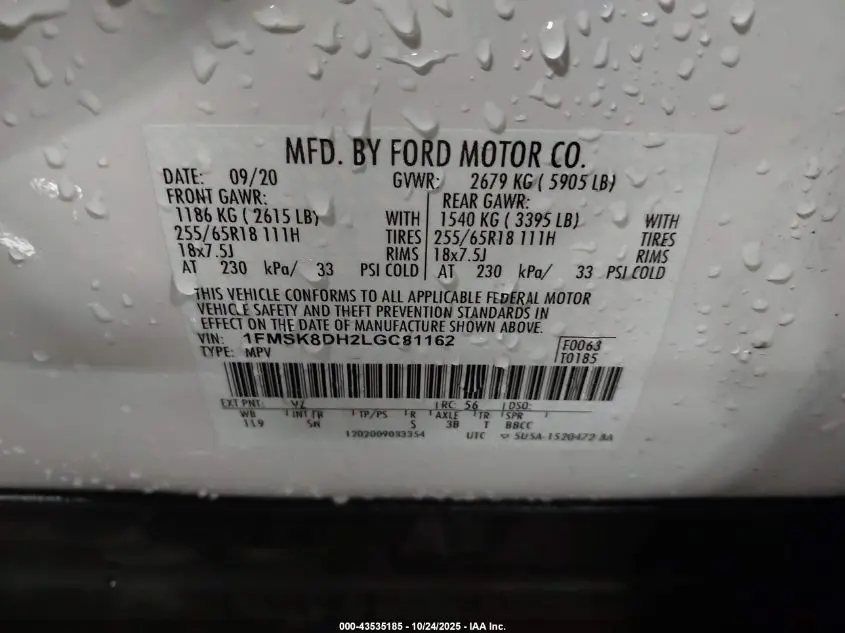 MFD. BY FORD MOTOR CO.
DATE: 09/20 GVWR: 2679 KG ( 5905 LB)
FRONT GAWR: REAR GAWR:
1186 KG ( 2615 LB) WITH 1540 KG ( 3395 LB) WITH
255/65R18 111H TIRES 255/65R18 111H TIRES
18x7.5J RIMS 18x7.5J RIMS
AT 230 kPa/ 33 PSI COLD AT 230 kPa/ 33 PSI COLD
THIS VEHICLE CONFORMS TO ALL APPLICABLE FEDERAL MOTOR
VEHICLE SAFETY AND THEFT PREVENTION STANDARDS IN
EFFECT ON THE DATE OF MANUFACTURE SHOWN ABOVE.
VIN: 1FMSK8DH2LGC81162 F0063
TYPE: MPV T0185
EXT PNT: YZ RC: 56 DSO:
WB INT TR TP/PS R AXLE TR SPR
119 SN S 3B T BBCC
1202009083354 UTC 5U5A-1520472-BA
000-43535185 - 10/24/2025 - IAA Inc.